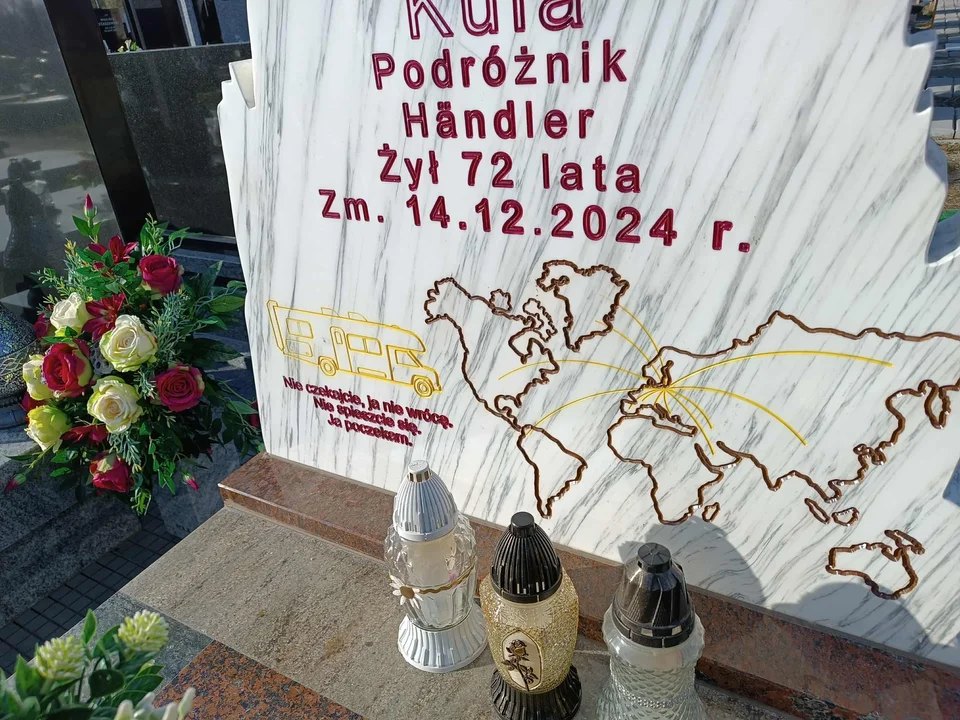 Kula
Podróżnik
Händler
Żył 72 lata
Zm. 14.12.2024 r.
Nie czekajcie, ja nie wrócę.
Nie spieszcie się.
Ja poczekam.